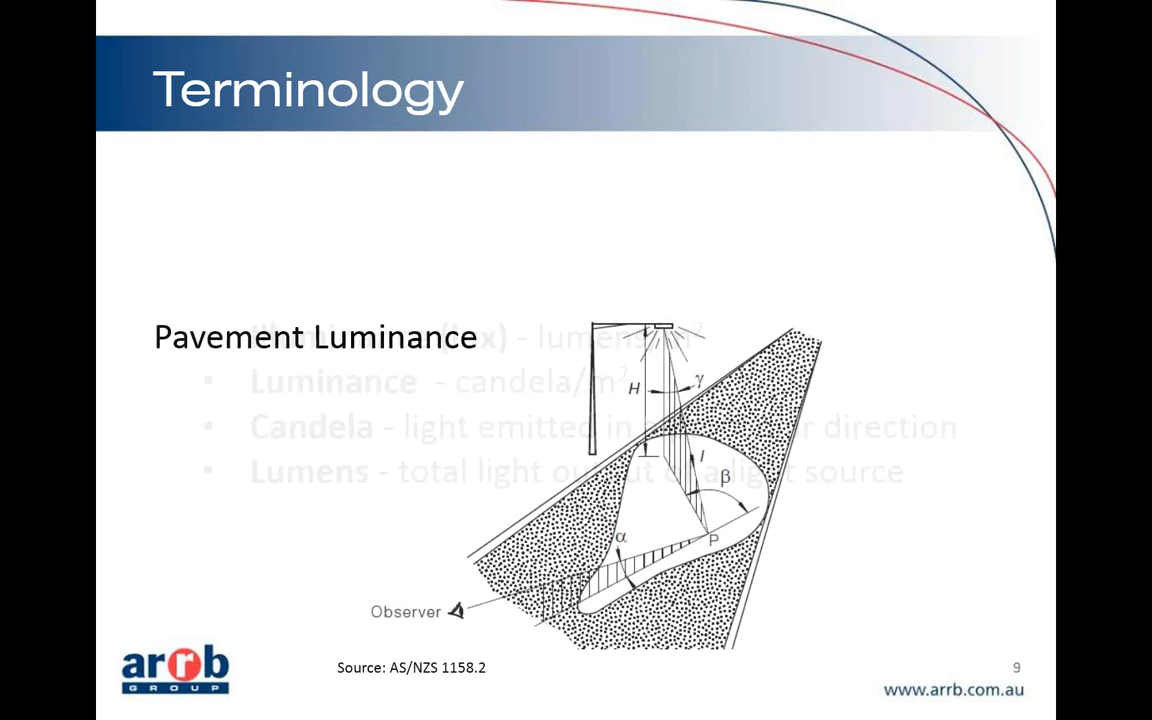 Terminology
Pavement Luminance
(lux) - lumens/m²
• Luminance - candela/m²
• Candela - light emitted in direction
• Lumens - total light output of a light source
H
γ
I
β
α
P
Observer
Source: AS/NZS 1158.2
9
arrb
GROUP
www.arrb.com.au